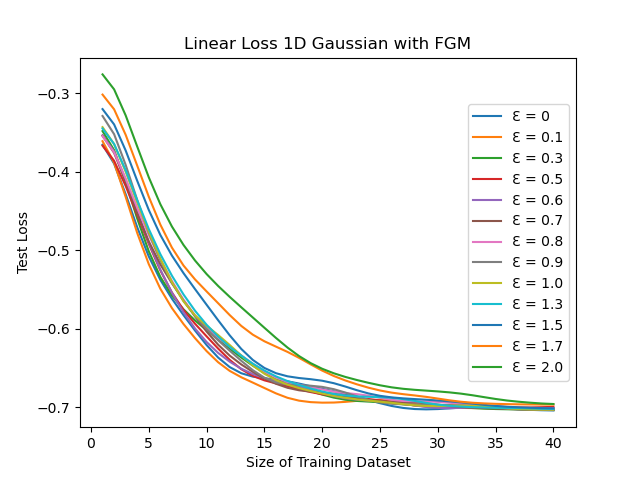 Linear Loss 1D Gaussian with FGM
Test Loss
−0.3
−0.4
−0.5
−0.6
−0.7
0 5 10 15 20 25 30 35 40
Size of Training Dataset
Ɛ = 0
Ɛ = 0.1
Ɛ = 0.3
Ɛ = 0.5
Ɛ = 0.6
Ɛ = 0.7
Ɛ = 0.8
Ɛ = 0.9
Ɛ = 1.0
Ɛ = 1.3
Ɛ = 1.5
Ɛ = 1.7
Ɛ = 2.0